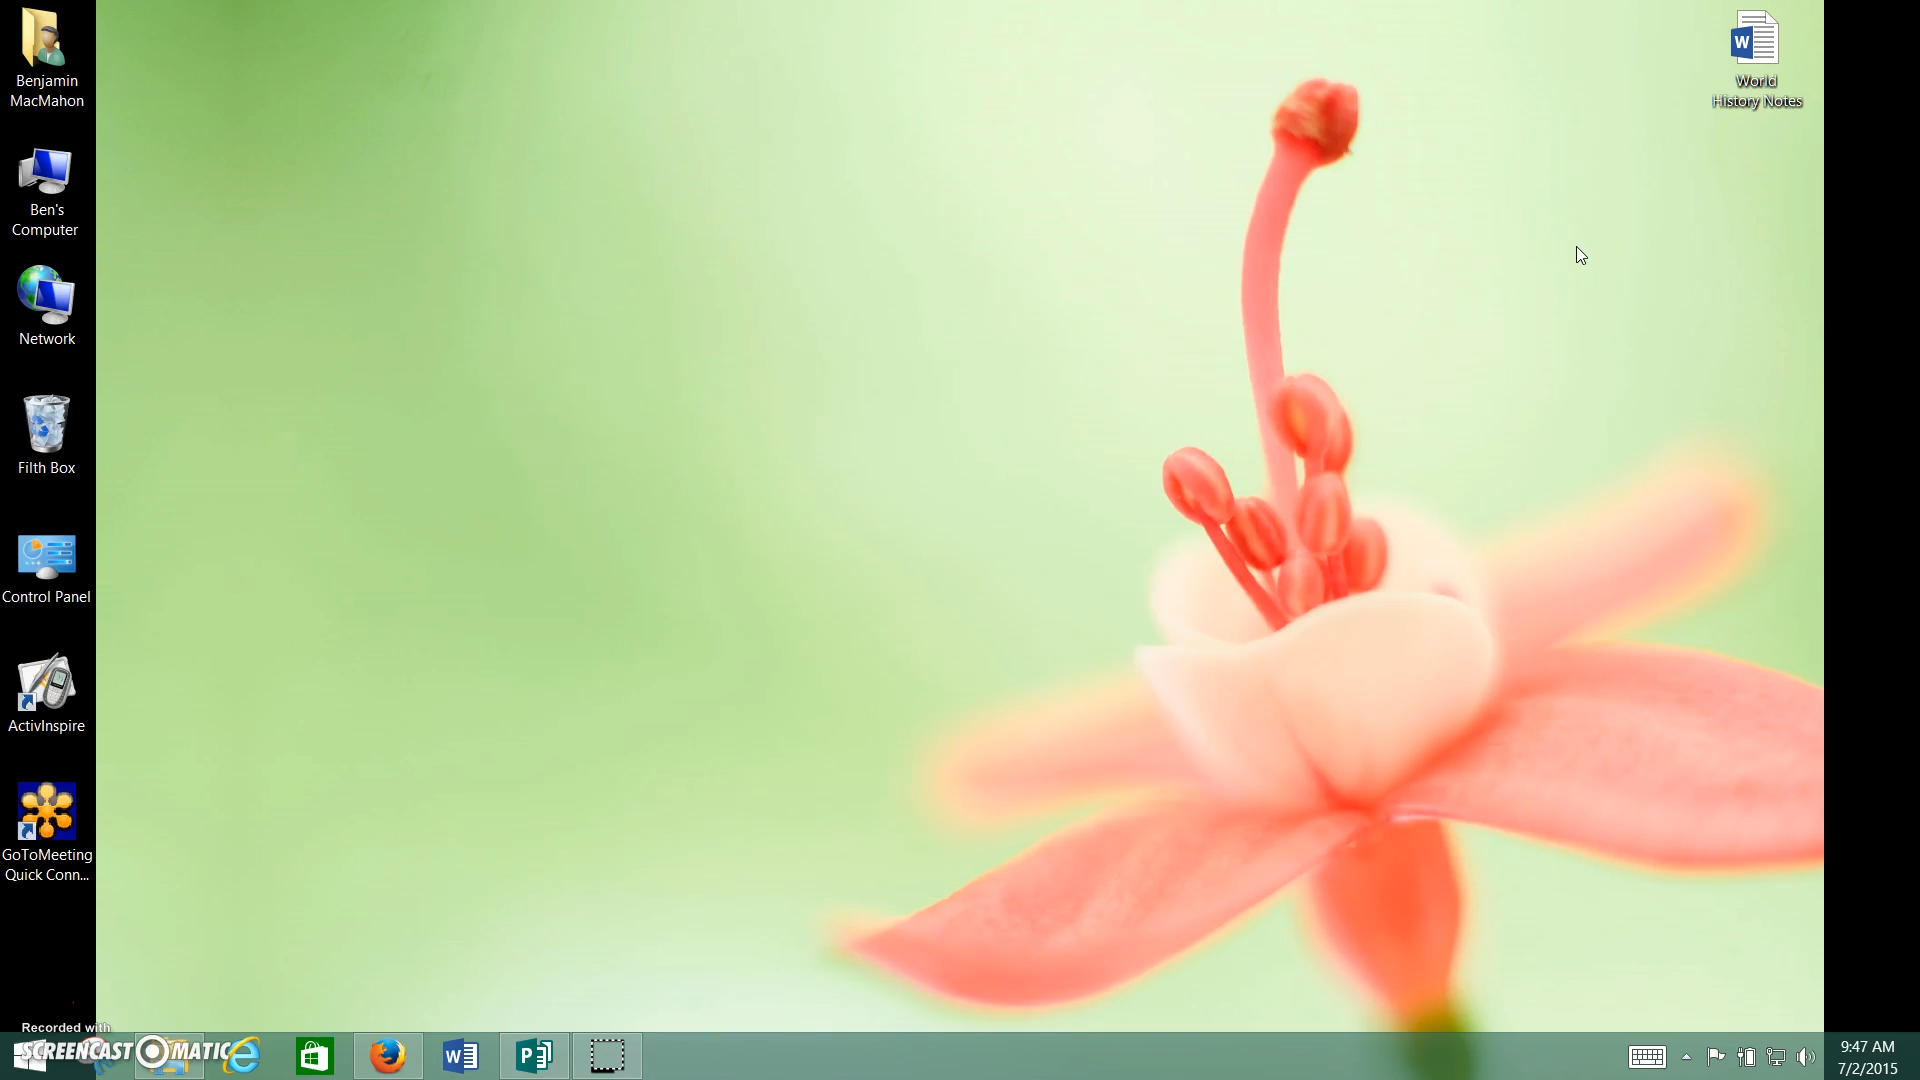 Benjamin
MacMahon
World
History Notes
Ben's
Computer
Network
Filth Box
Control Panel
ActivInspire
GoToMeeting
Quick Conn...
Recorded with
SCREENCAST MATIC
9:47 AM
7/2/2015